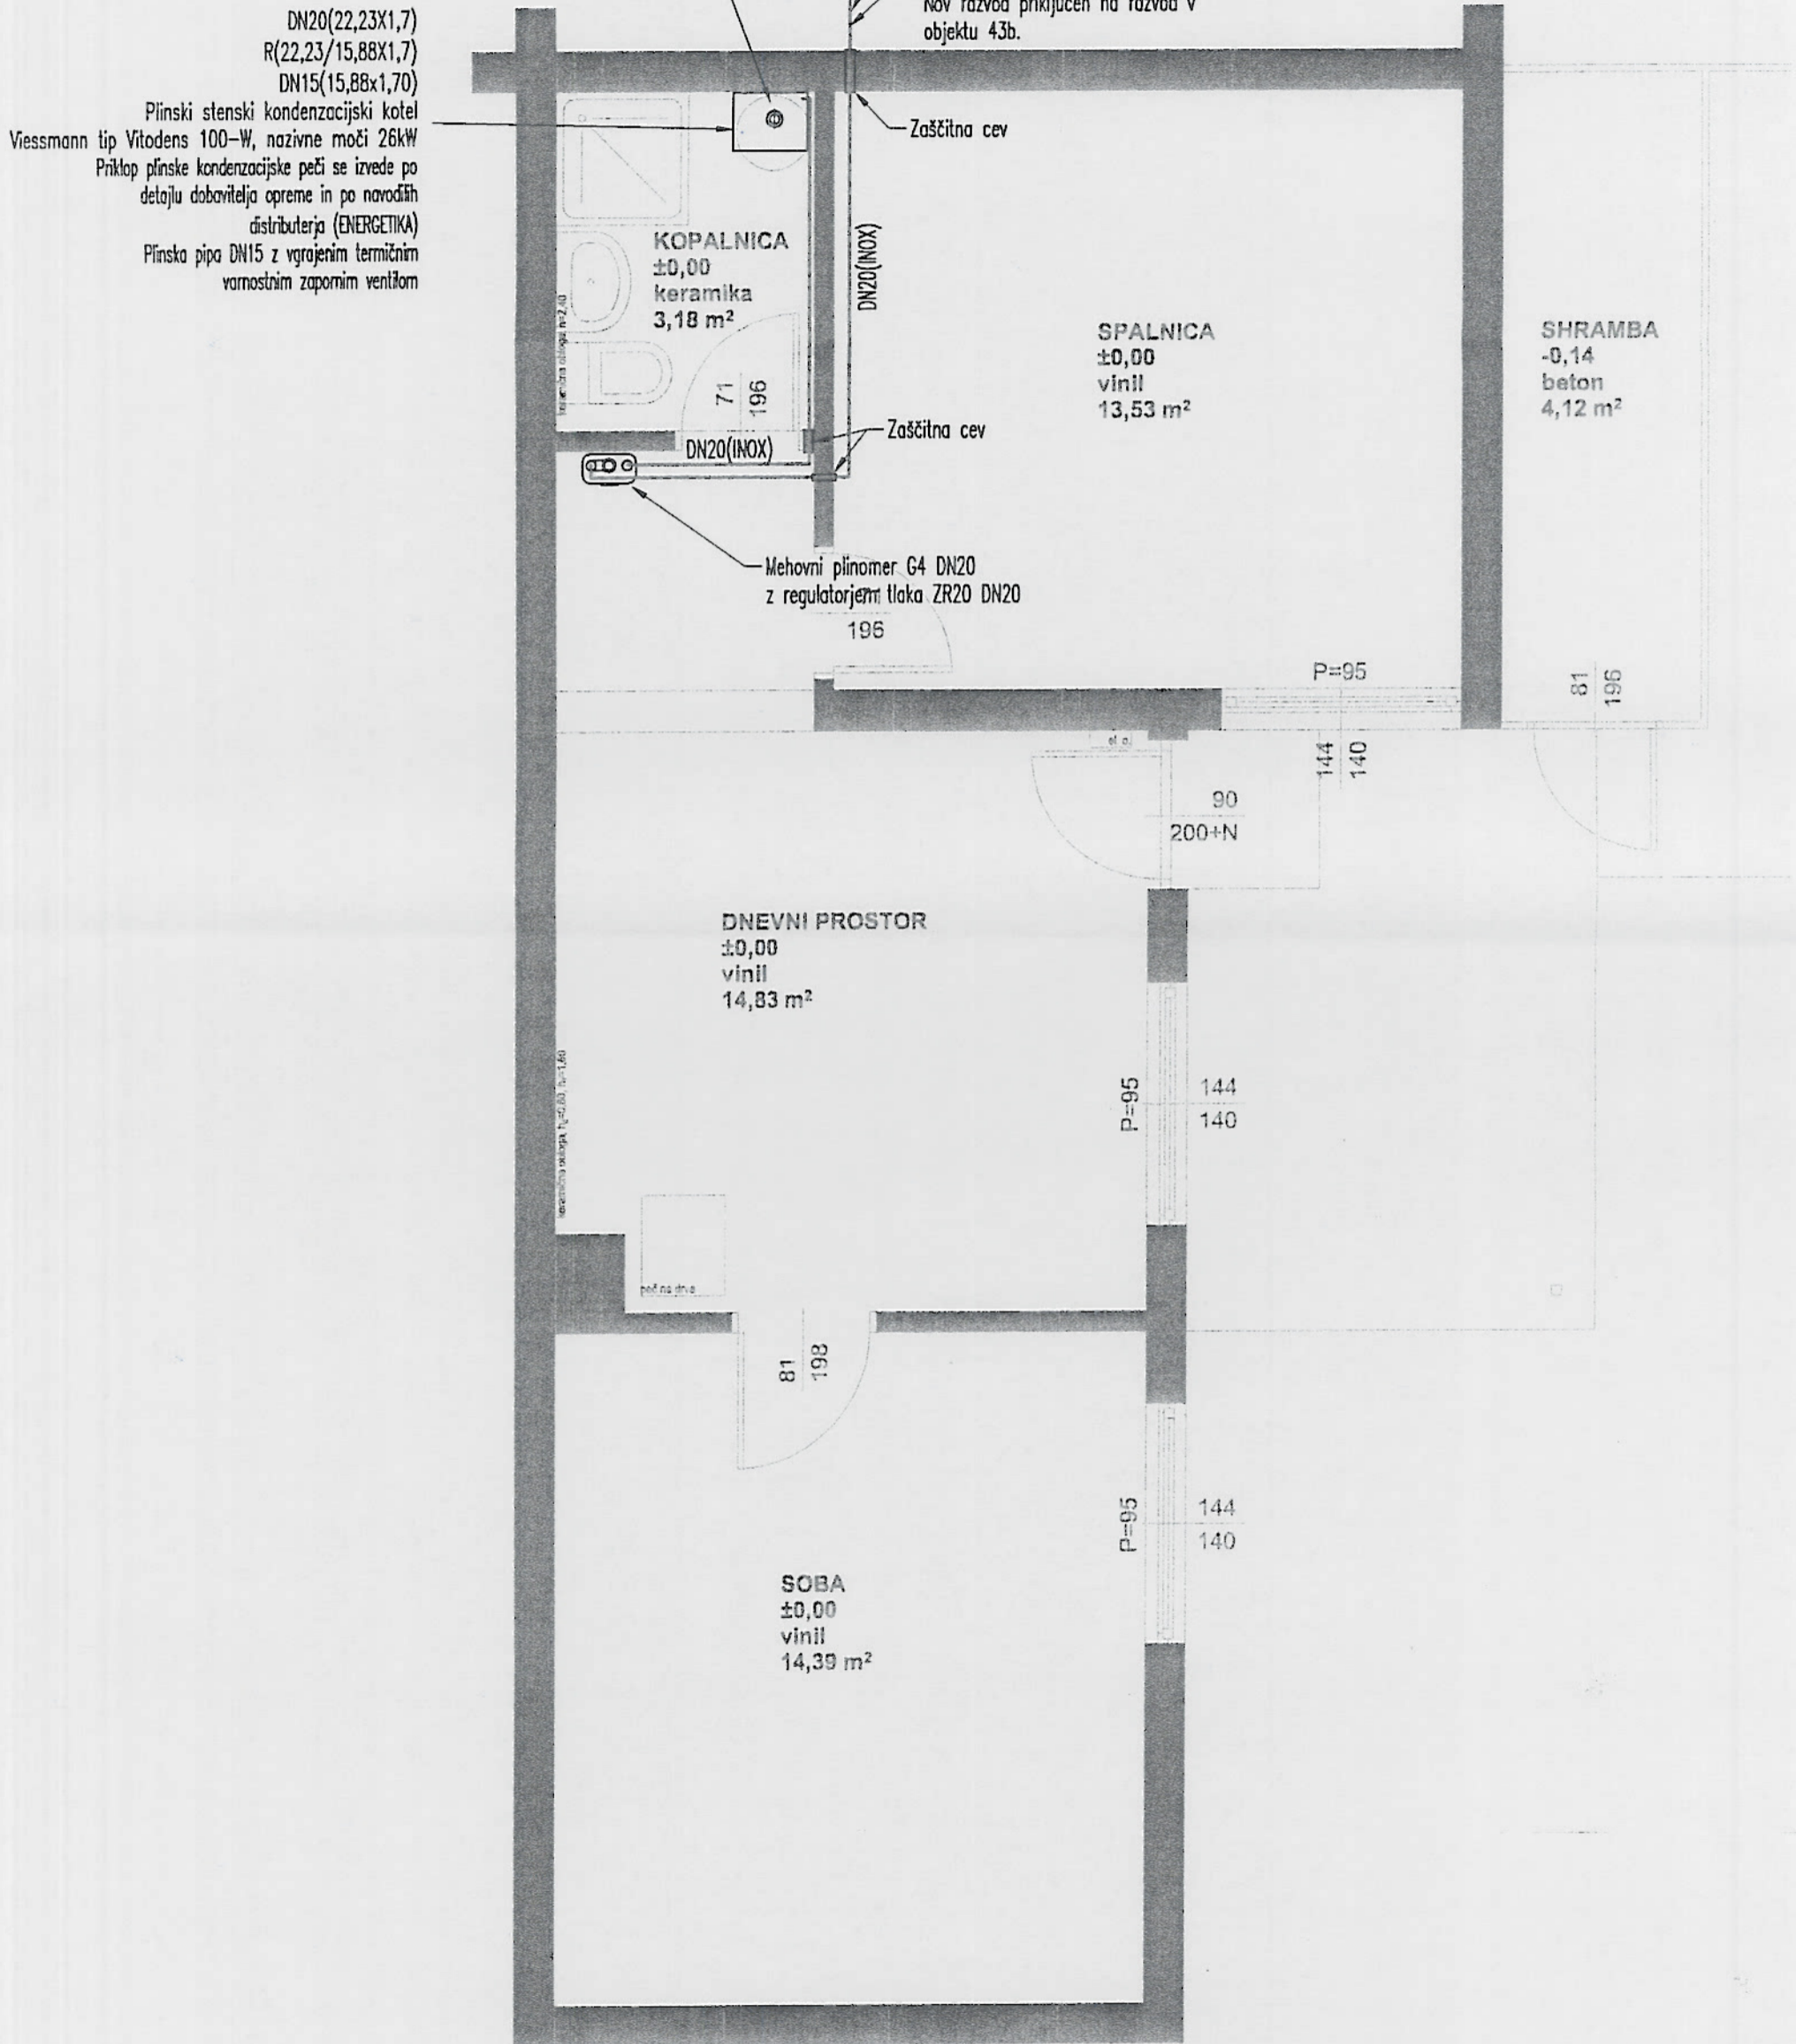 DN20(22,23X1,7)
R(22,23/15,88X1,7)
DN15(15,88x1,70)
Plinski stenski kondenzacijski kotel
Viessmann tip Vitodens 100-W, nazivne moči 26kW
Priklop plinske kondenzacijske peči se izvede po
detajlu dobavitelja opreme in po navodilih
distributerja (ENERGETIKA)
Plinska pipa DN15 z vgrajenim termičnim
varnostnim zapornim ventilom
Nov razvod priključen na razvod v
objektu 43b.
Zaščitna cev
KOPALNICA
±0,00
keramika
3,18 m²
DN20(INOX)
71
196
SPALNICA
±0,00
vinil
13,53 m²
SHRAMBA
-0,14
beton
4,12 m²
Zaščitna cev
DN20(INOX)
Mehovni plinomer G4 DN20
z regulatorjem tlaka ZR20 DN20
196
P=95
144
140
81
196
el o.
90
200+N
DNEVNI PROSTOR
±0,00
vinil
14,83 m²
P=95
144
140
peč na drva
81
198
P=95
144
140
SOBA
±0,00
vinil
14,39 m²